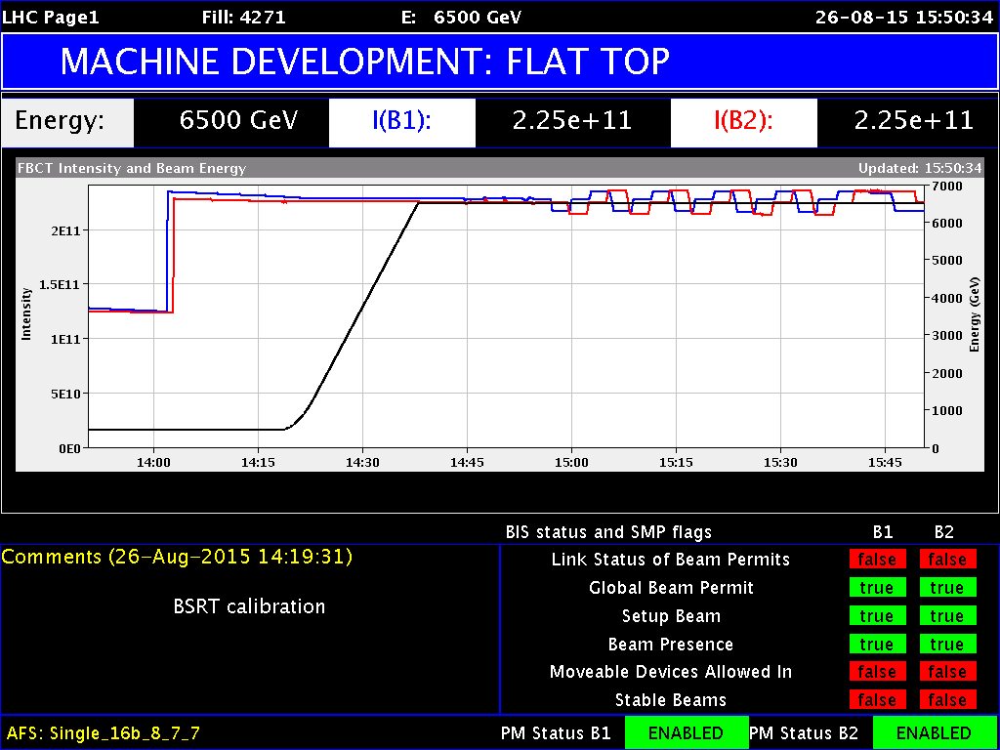 LHC Page1 Fill: 4271 E: 6500 GeV 26-08-15 15:50:34
MACHINE DEVELOPMENT: FLAT TOP
Energy: 6500 GeV I(B1): 2.25e+11 I(B2): 2.25e+11
FBCT Intensity and Beam Energy Updated: 15:50:34
7000
2E11 6000
5000
1.5E11 4000
Intensity Energy (GeV)
1E11 3000
2000
5E10 1000
0E0 0
14:00 14:15 14:30 14:45 15:00 15:15 15:30 15:45
BIS status and SMP flags B1 B2
Comments (26-Aug-2015 14:19:31)
BSRT calibration
Link Status of Beam Permits false false
Global Beam Permit true true
Setup Beam true true
Beam Presence true true
Moveable Devices Allowed In false false
Stable Beams false false
AFS: Single_16b_8_7_7 PM Status B1 ENABLED PM Status B2 ENABLED